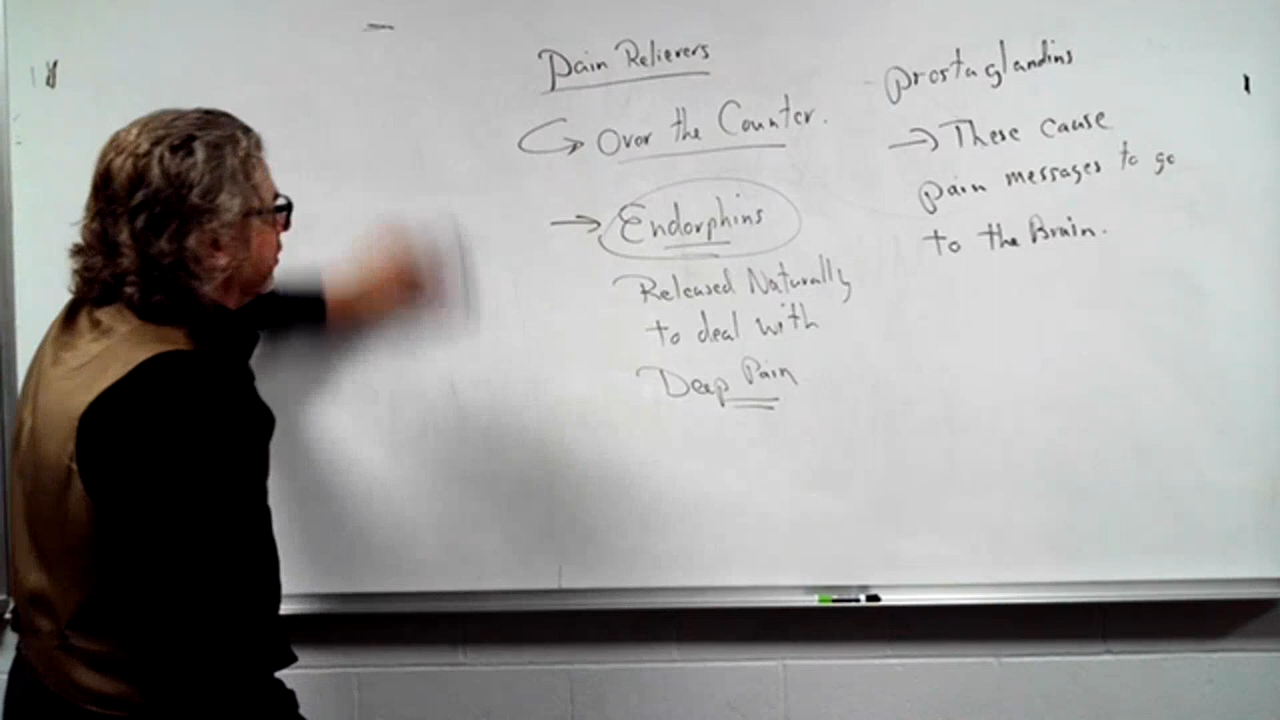 Pain Relievers
Over the Counter.
Endorphins
Released Naturally
to deal with
Deep Pain
Prostaglandins
→ These cause
pain messages to go
to the Brain.